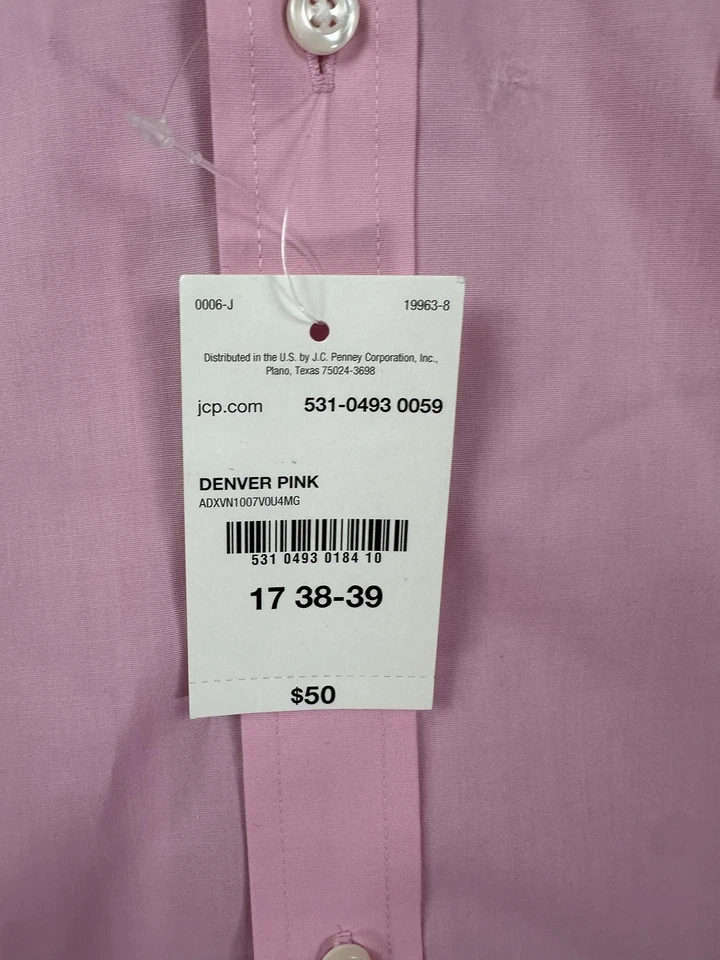 0006-J 19963-8
Distributed in the U.S. by J.C. Penney Corporation, Inc.,
Plano, Texas 75024-3698
jcp.com 531-0493 0059
DENVER PINK
ADXVN1007V0U4MG
531 0493 0184 10
17 38-39
$50